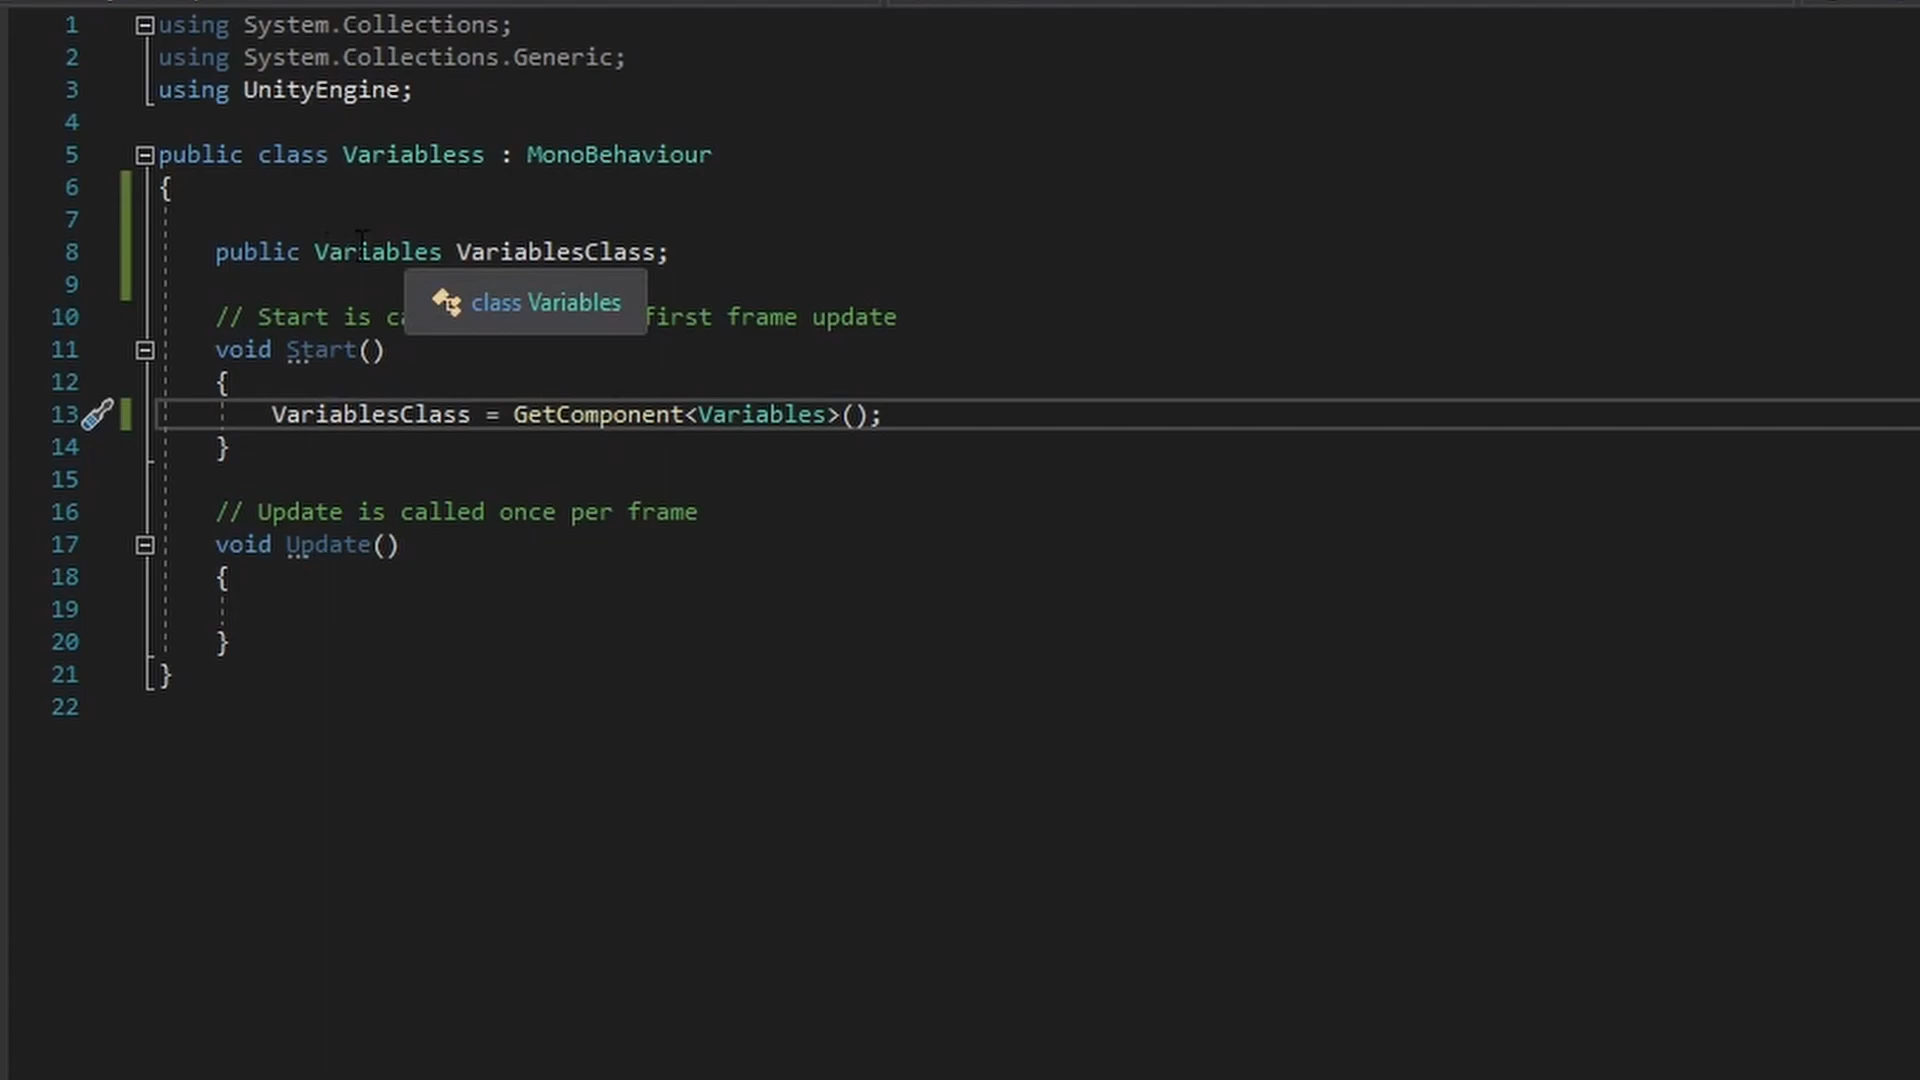 1 using System.Collections;
2 using System.Collections.Generic;
3 using UnityEngine;
4
5 public class Variabless : MonoBehaviour
6 {
7
8 public Variables VariablesClass;
9
class Variables
10 // Start is ca first frame update
11 void Start()
12 {
13 VariablesClass = GetComponent<Variables>();
14 }
15
16 // Update is called once per frame
17 void Update()
18 {
19
20 }
21 }
22